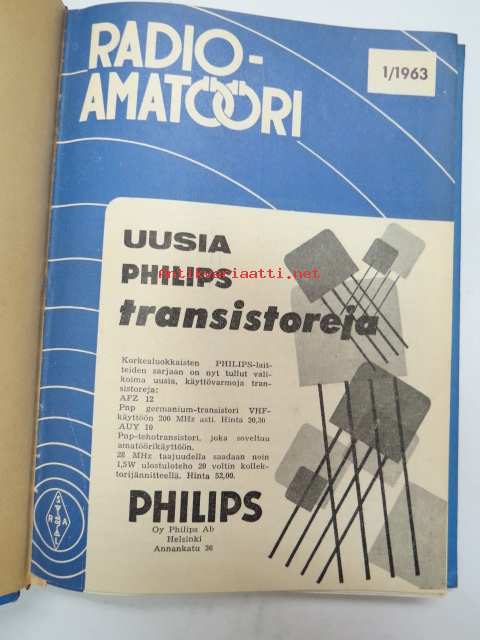 RADIO-
AMATÖÖRI
1/1963
UUSIA
PHILIPS
Antikvariaatti.net
transistoreja
Korkealuokkaisten PHILIPS-lait-
teiden sarjaan on nyt tullut vali-
koima uusia, käyttövarmoja tran-
sistoreja:
AFZ 12
Pnp germanium-transistori VHF-
käyttöön 200 MHz asti. Hinta 20,30
AUY 10
Pnp-tehotransistori, joka soveltuu
amatöörikäyttöön.
28 MHz taajuudella saadaan noin
1,5W ulostuloteho 20 voltin kollek-
torijännitteellä. Hinta 52,00.
PHILIPS
Oy Philips Ab
Helsinki
Annankatu 36
SRAL